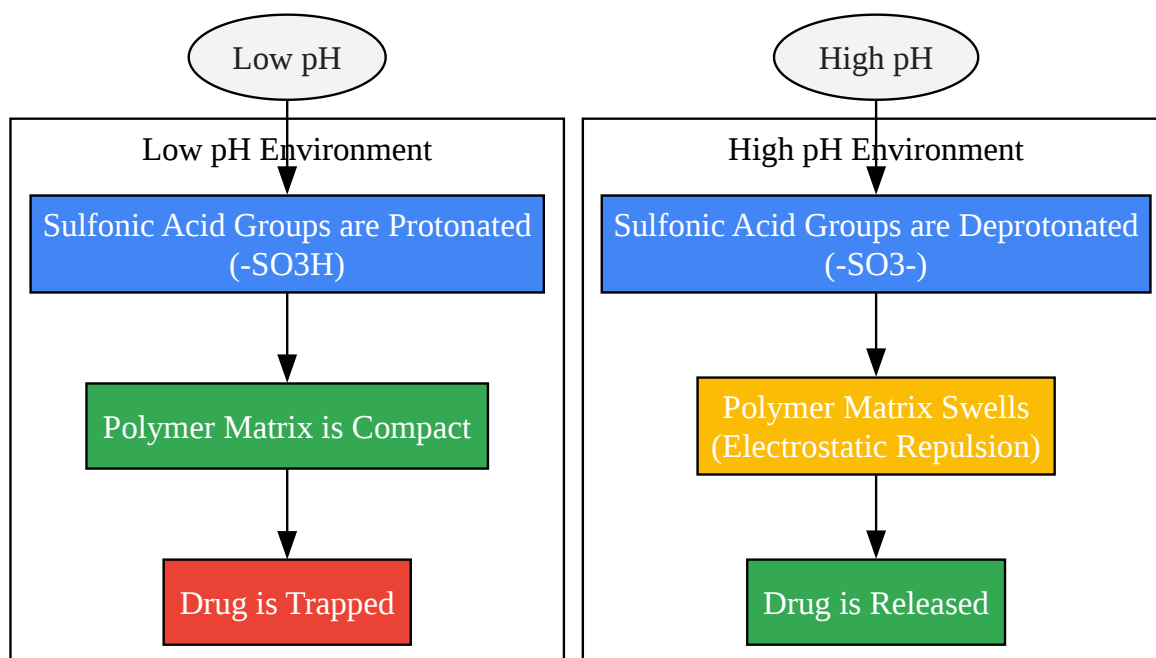 Low pH
Low pH Environment
Sulfonic Acid Groups are Protonated
(-SO3H)
Polymer Matrix is Compact
Drug is Trapped
High pH
High pH Environment
Sulfonic Acid Groups are Deprotonated
(-SO3-)
Polymer Matrix Swells
(Electrostatic Repulsion)
Drug is Released